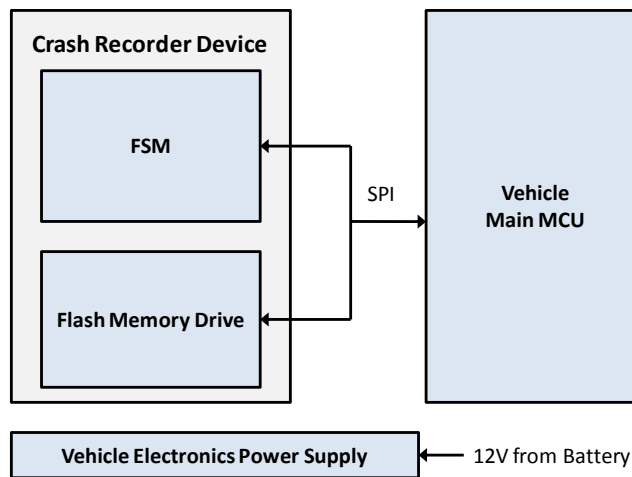 Crash Recorder Device
FSM
SPI
Vehicle
Main MCU
Flash Memory Drive
Vehicle Electronics Power Supply
12V from Battery